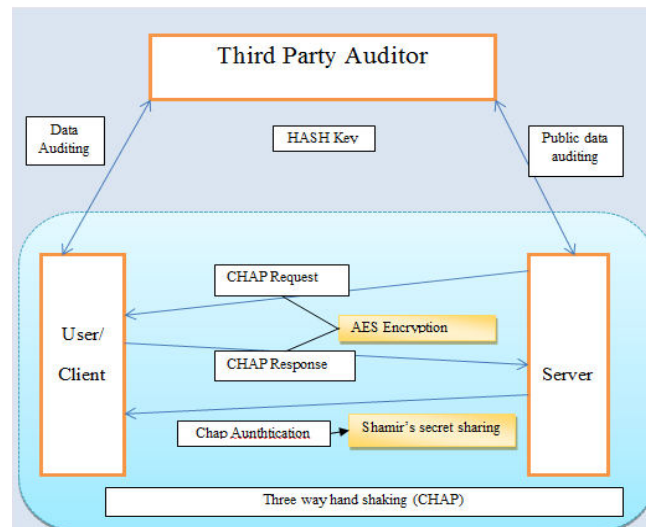 Third Party Auditor
Data
Auditing
HASH Key
Public data
auditing
CHAP Request
AES Encryption
User/
Client
CHAP Response
Server
Chap Aunthtication
Shamir's secret sharing
Three way hand shaking (CHAP)